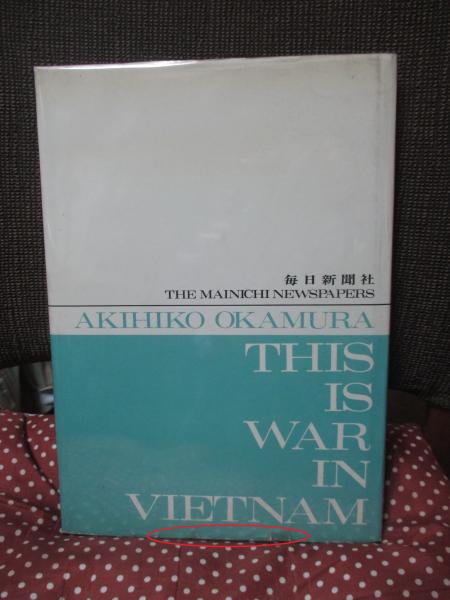 毎日新聞社
THE MAINICHI NEWSPAPERS
AKIHIKO OKAMURA
THIS
IS
WAR
IN
VIETNAM